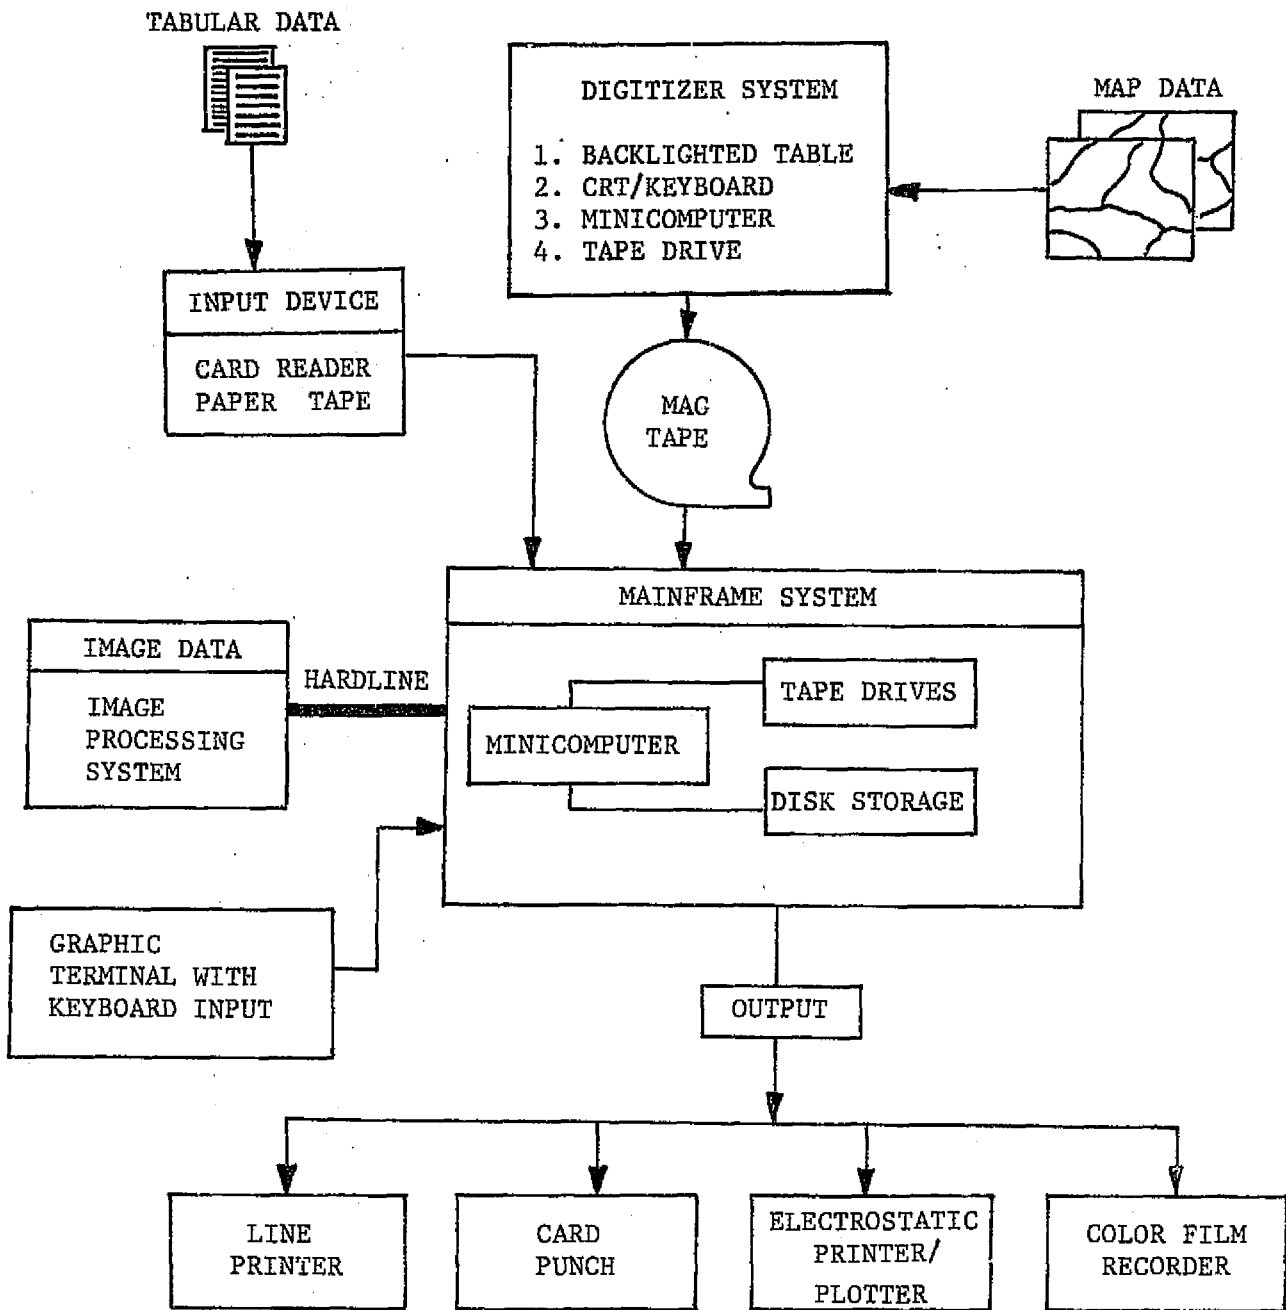 TABULAR DATA
DIGITIZER SYSTEM
1. BACKLIGHTED TABLE
2. CRT/KEYBOARD
3. MINICOMPUTER
4. TAPE DRIVE
MAP DATA
INPUT DEVICE
CARD READER
PAPER TAPE
MAG
TAPE
MAINFRAME SYSTEM
IMAGE DATA
IMAGE
PROCESSING
SYSTEM
HARDLINE
TAPE DRIVES
MINICOMPUTER
DISK STORAGE
GRAPHIC
TERMINAL WITH
KEYBOARD INPUT
OUTPUT
LINE
PRINTER
CARD
PUNCH
ELECTROSTATIC
PRINTER/
PLOTTER
COLOR FILM
RECORDER